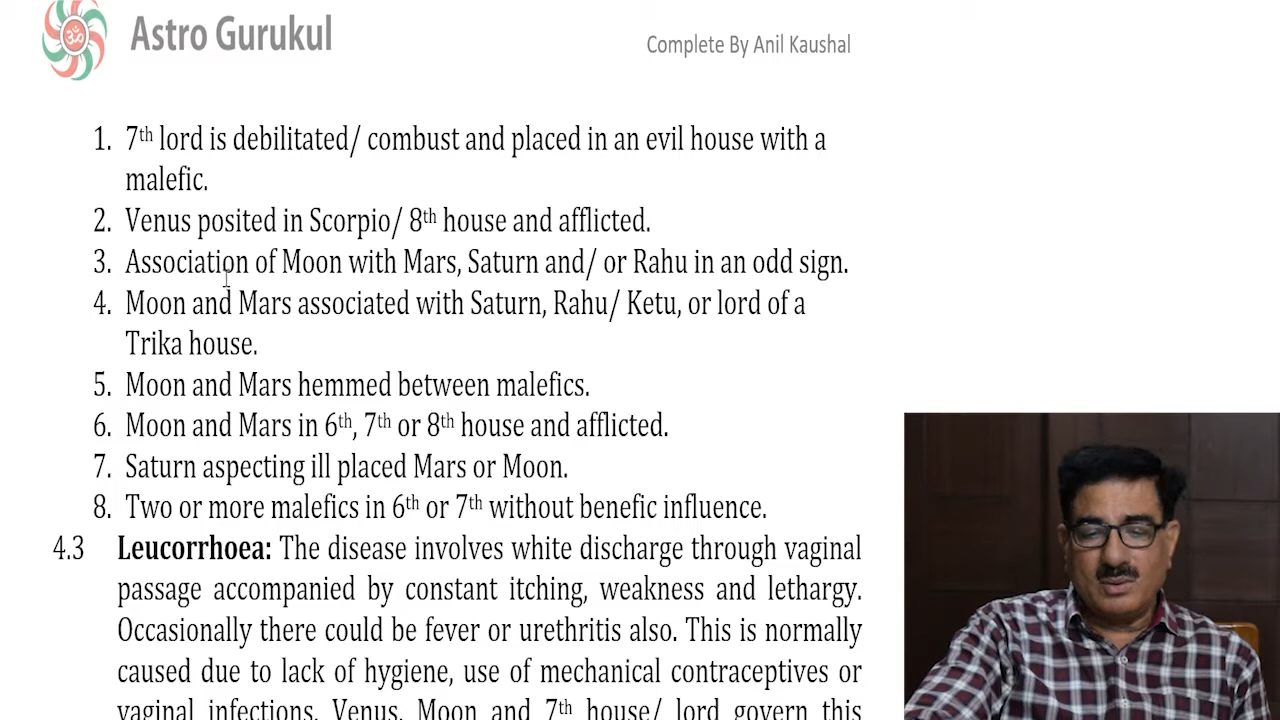 Astro Gurukul
Complete By Anil Kaushal
1. 7th lord is debilitated/ combust and placed in an evil house with a
malefic.
2. Venus posited in Scorpio/ 8th house and afflicted.
3. Association of Moon with Mars, Saturn and/ or Rahu in an odd sign.
4. Moon and Mars associated with Saturn, Rahu/ Ketu, or lord of a
Trika house.
5. Moon and Mars hemmed between malefics.
6. Moon and Mars in 6th, 7th or 8th house and afflicted.
7. Saturn aspecting ill placed Mars or Moon.
8. Two or more malefics in 6th or 7th without benefic influence.
4.3 Leucorrhoea: The disease involves white discharge through vaginal
passage accompanied by constant itching, weakness and lethargy.
Occasionally there could be fever or urethritis also. This is normally
caused due to lack of hygiene, use of mechanical contraceptives or
vaginal infections. Venus, Moon and 7th house/ lord govern this